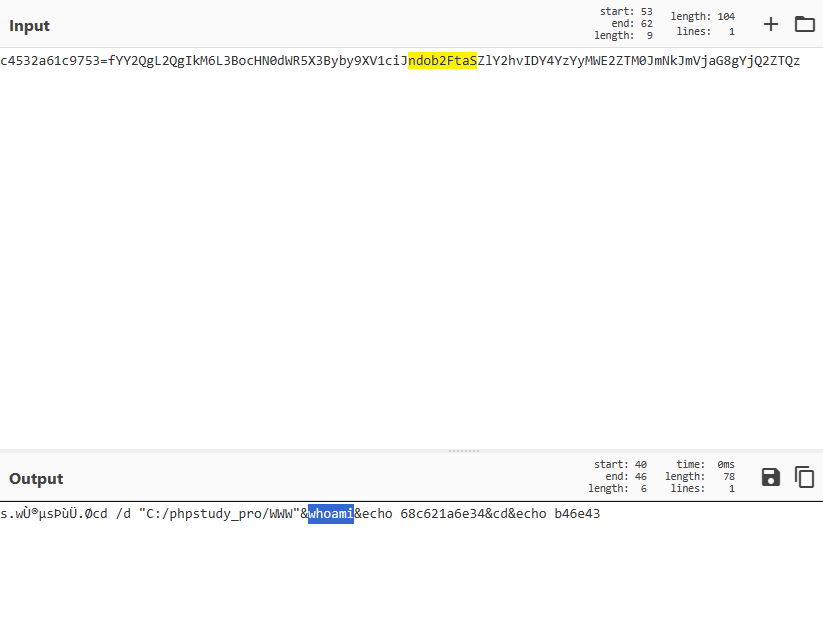 Input
start: 53
end: 62
length: 9
length: 104
lines: 1
c4532a61c9753=fYY2QgL2QgIkM6L3BocHN0dWR5X3Byby9XV1ciJndob2FtaSZlY2hvIDY4YzYyMWE2ZTM0JmNkJmVjaG8gYjQ2ZTQz
Output
start: 40
end: 46
length: 6
time: 0ms
length: 78
lines: 1
s.wÙ®µsÞùÜ.Øcd /d "C:/phpstudy_pro/WWW"&whoami&echo 68c621a6e34&cd&echo b46e43